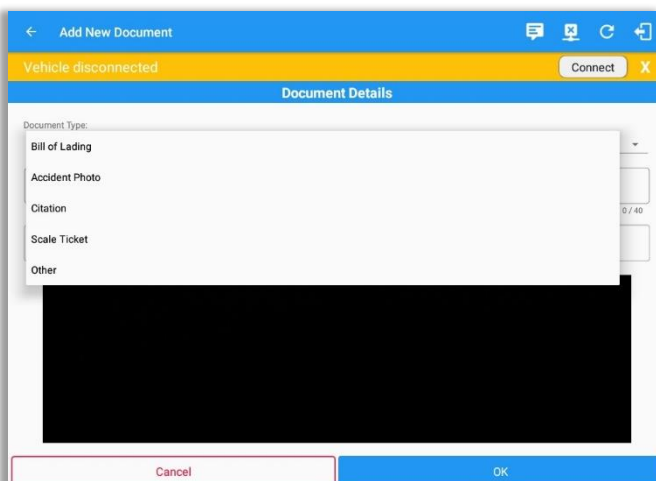 Add New Document
Vehicle disconnected
Connect X
Document Details
Document Type:
Bill of Lading
Accident Photo
Citation
0 / 40
Scale Ticket
Other
Cancel
OK